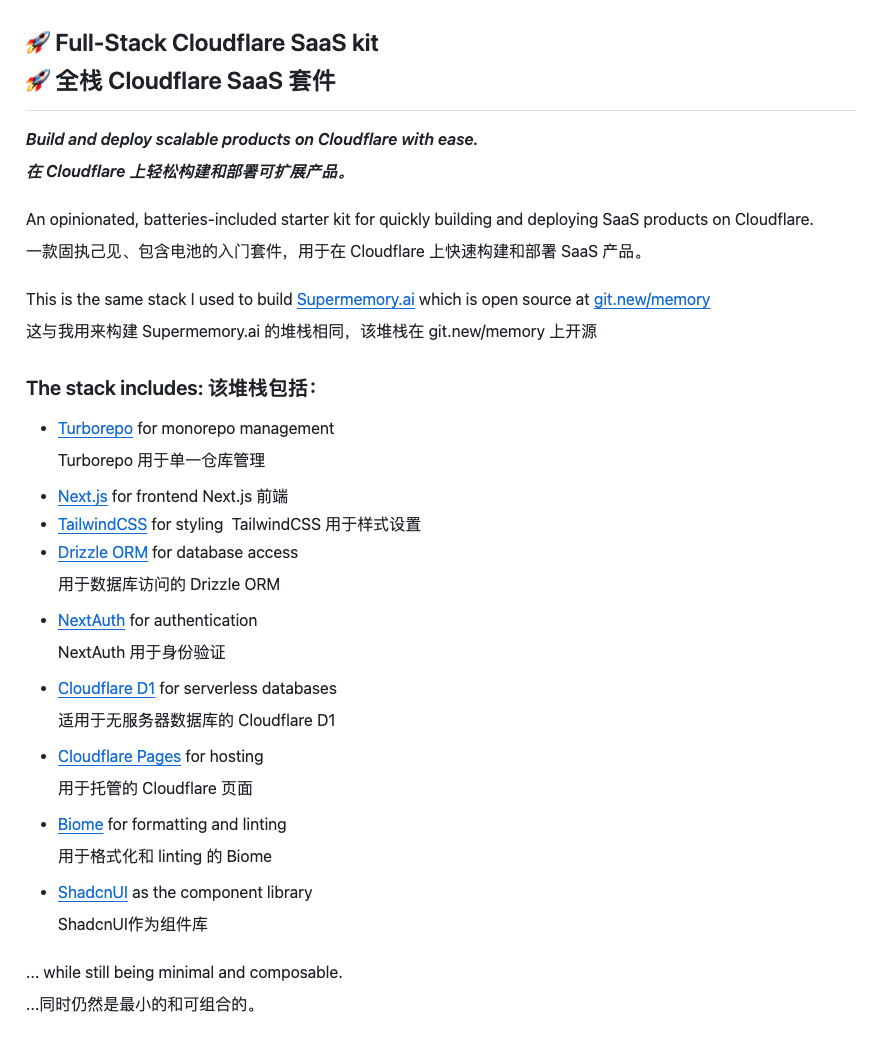 🚀 Full-Stack Cloudflare SaaS kit
🚀 全栈 Cloudflare SaaS 套件
Build and deploy scalable products on Cloudflare with ease.
在 Cloudflare 上轻松构建和部署可扩展产品。
An opinionated, batteries-included starter kit for quickly building and deploying SaaS products on Cloudflare.
一款固执己见、包含电池的入门套件，用于在 Cloudflare 上快速构建和部署 SaaS 产品。
This is the same stack I used to build Supermemory.ai which is open source at git.new/memory
这与我用来构建 Supermemory.ai 的堆栈相同，该堆栈在 git.new/memory 上开源
The stack includes: 该堆栈包括：
• Turborepo for monorepo management
Turborepo 用于单一仓库管理
• Next.js for frontend Next.js 前端
• TailwindCSS for styling  TailwindCSS 用于样式设置
• Drizzle ORM for database access
用于数据库访问的 Drizzle ORM
• NextAuth for authentication
NextAuth 用于身份验证
• Cloudflare D1 for serverless databases
适用于无服务器数据库的 Cloudflare D1
• Cloudflare Pages for hosting
用于托管的 Cloudflare 页面
• Biome for formatting and linting
用于格式化和 linting 的 Biome
• ShadcnUI as the component library
ShadcnUI作为组件库
... while still being minimal and composable.
...同时仍然是最小的和可组合的。